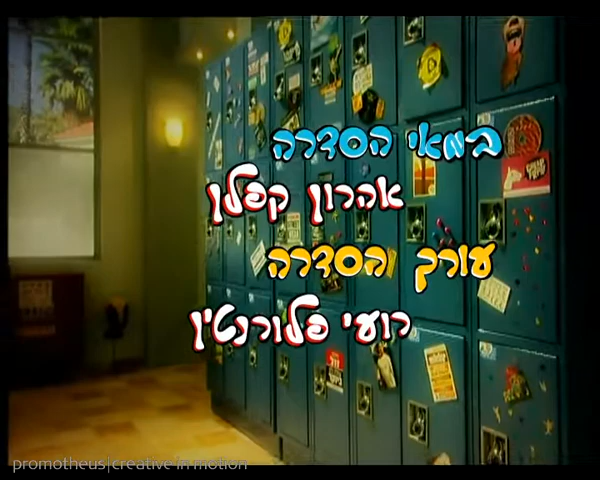 במאי הסדרה
אהרון קפלן
עורך הסדרה
רועי פלורנטין
promotheus|creative in motion